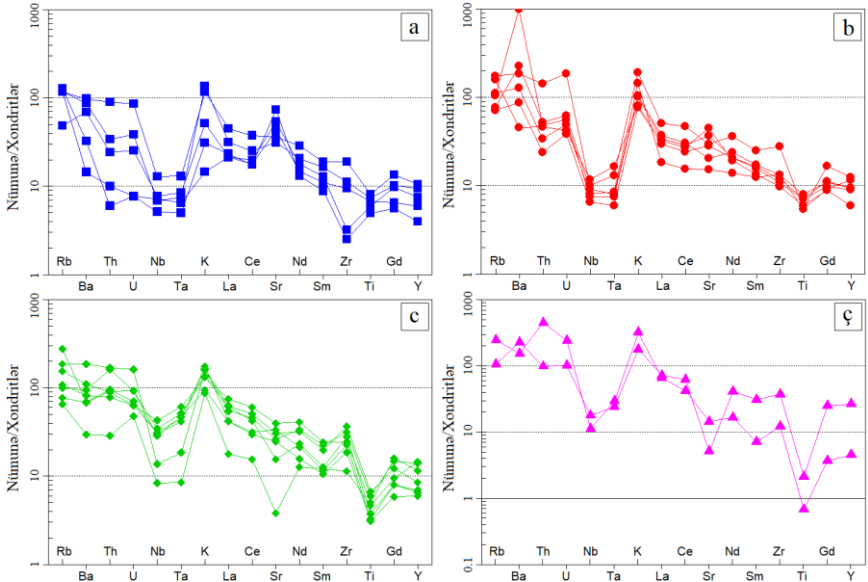 a
1000
100
10
1
Nümunə/Xondritlər
Rb Th Nb K Ce Nd Zr Gd
Ba U Ta La Sr Sm Ti Y
b
1000
100
10
1
Rb Th Nb K Ce Nd Zr Gd
Ba U Ta La Sr Sm Ti Y
c
1000
100
10
1
Nümunə/Xondritlər
Rb Th Nb K Ce Nd Zr Gd
Ba U Ta La Sr Sm Ti Y
ç
1000
100
10
1
0,1
Nümunə/Xondritlər
Rb Th Nb K Ce Nd Zr Gd
Ba U Ta La Sr Sm Ti Y